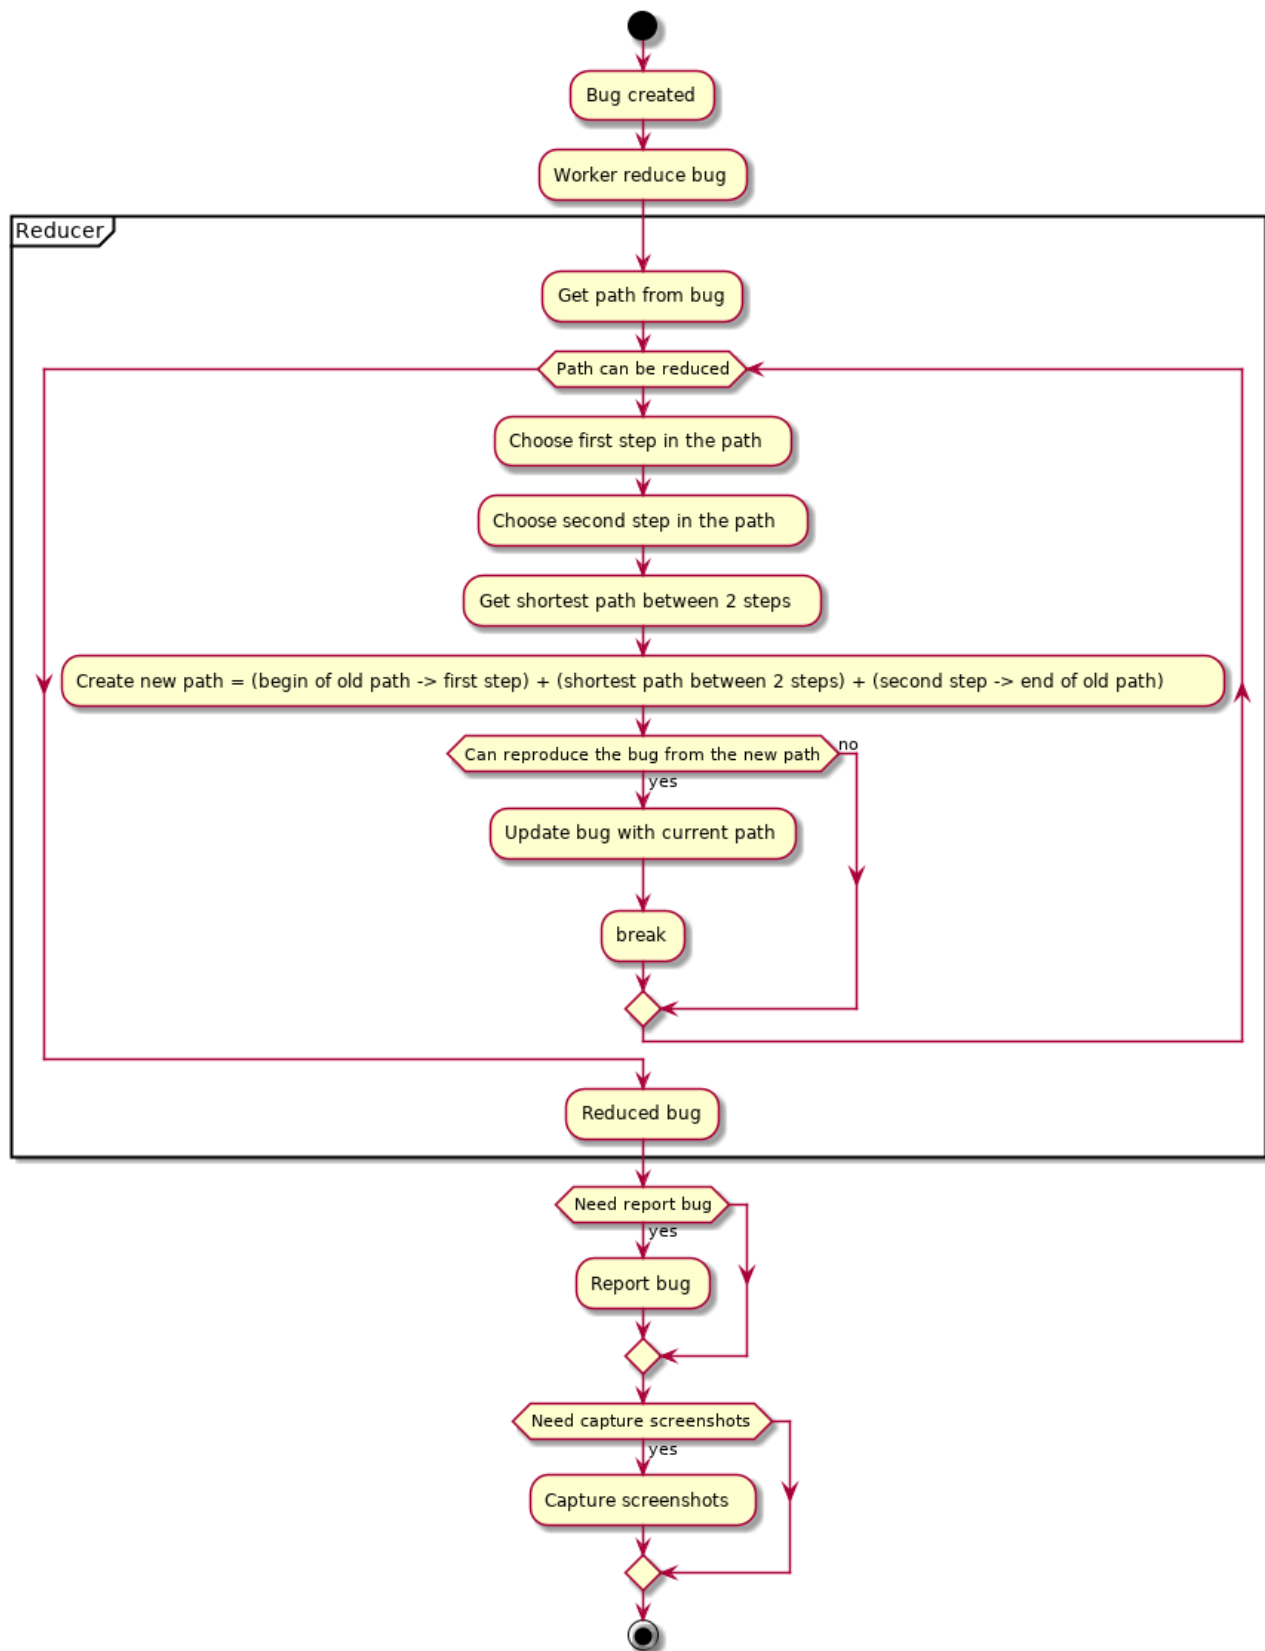 Bug created
Worker reduce bug
Reducer
Get path from bug
Path can be reduced
Choose first step in the path
Choose second step in the path
Get shortest path between 2 steps
Create new path = (begin of old path -> first step) + (shortest path between 2 steps) + (second step -> end of old path)
Can reproduce the bug from the new path
no
yes
Update bug with current path
break
Reduced bug
Need report bug
yes
Report bug
Need capture screenshots
yes
Capture screenshots